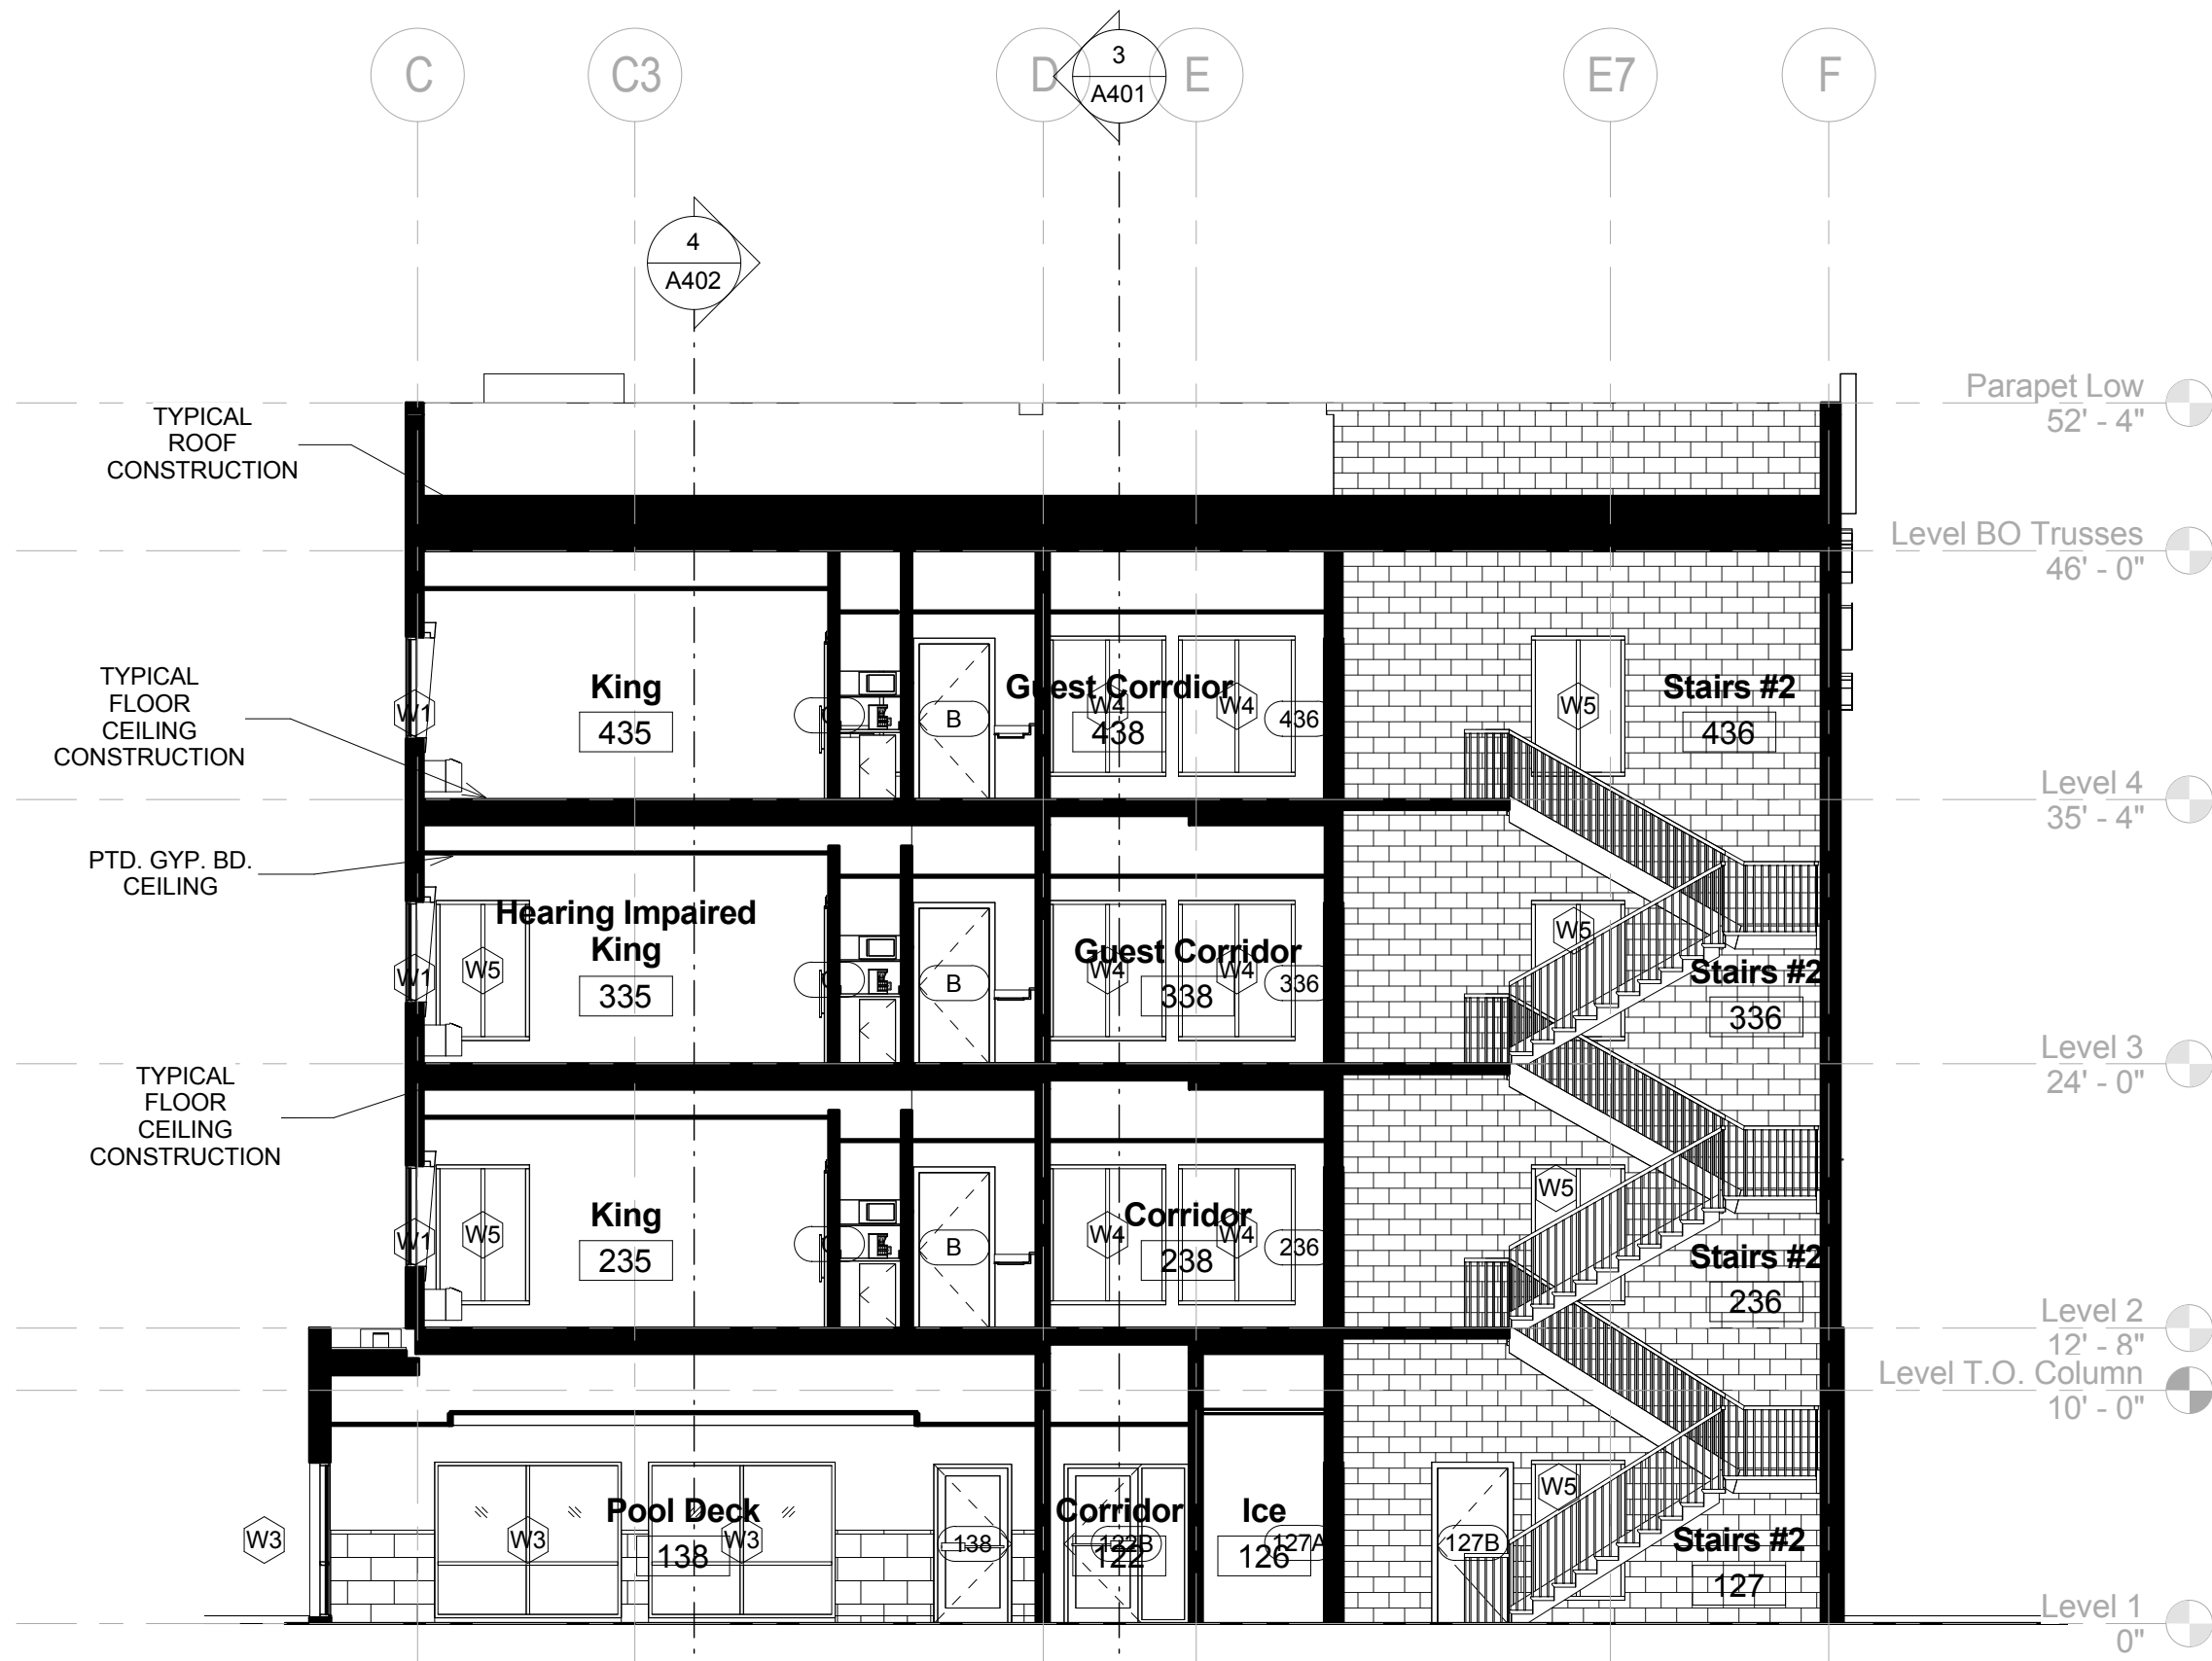 C
C3
D
3
A401
E
E7
F
4
A402
Parapet Low
52' - 4"
TYPICAL
ROOF
CONSTRUCTION
Level BO Trusses
46' - 0"
TYPICAL
FLOOR
CEILING
CONSTRUCTION
King
435
W1
B
Guest Corrdior
438
W4
W4
436
W5
Stairs #2
436
Level 4
35' - 4"
PTD. GYP. BD.
CEILING
Hearing Impaired
King
335
W1
W5
B
Guest Corridor
338
W4
W4
336
W5
Stairs #2
336
Level 3
24' - 0"
TYPICAL
FLOOR
CEILING
CONSTRUCTION
King
235
W1
W5
B
Corridor
238
W4
W4
236
W5
Stairs #2
236
Level 2
12' - 8"
Level T.O. Column
10' - 0"
W3
W3
Pool Deck
138
W3
138
Corridor
122
122B
Ice
126
127A
127B
W5
Stairs #2
127
Level 1
0"